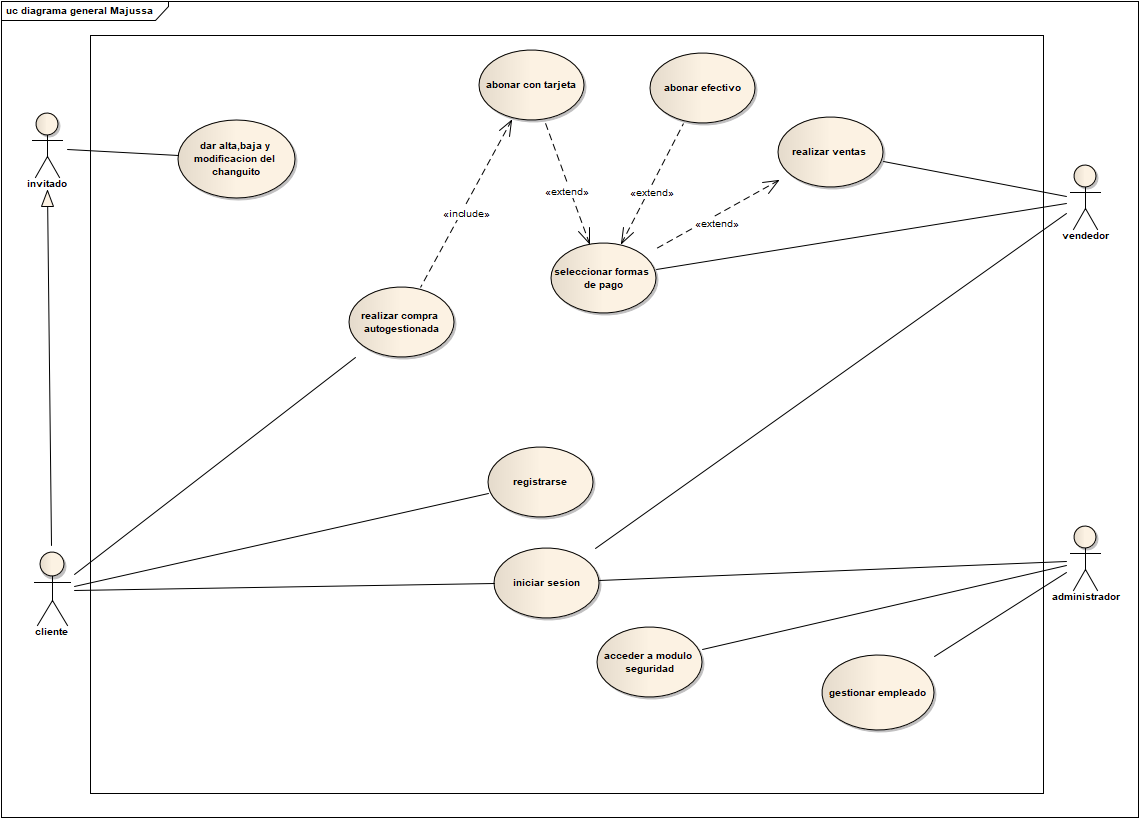 uc diagrama general Majussa
abonar con tarjeta
abonar efectivo
realizar ventas
dar alta,baja y
modificacion del
changuito
invitado
vendedor
«extend»
«extend»
«include»
«extend»
seleccionar formas
de pago
realizar compra
autogestionada
registrarse
iniciar sesion
administrador
cliente
acceder a modulo
seguridad
gestionar empleado